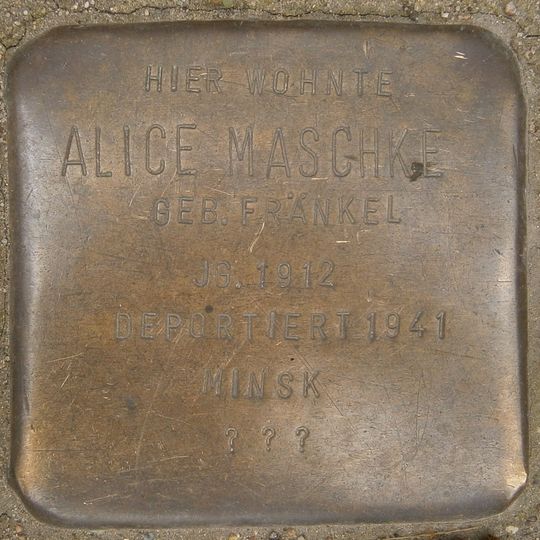 HIER WOHNTE
ALICE MASCHKE
GEB. FRÄNKEL
JG. 1912
DEPORTIERT 1941
MINSK
? ? ?